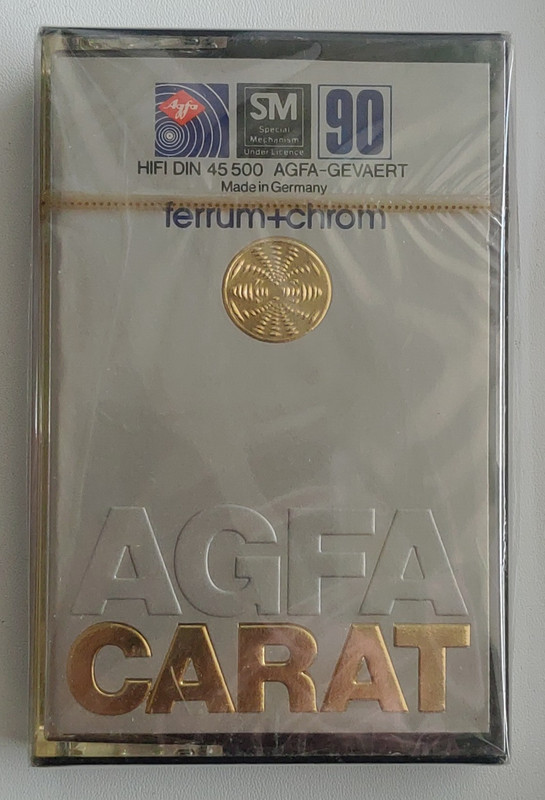 Agfa
SM
Special
Mechanism
Under Licence
90
HIFI DIN 45 500 AGFA-GEVAERT
Made in Germany
ferrum+chrom
AGFA
CARAT